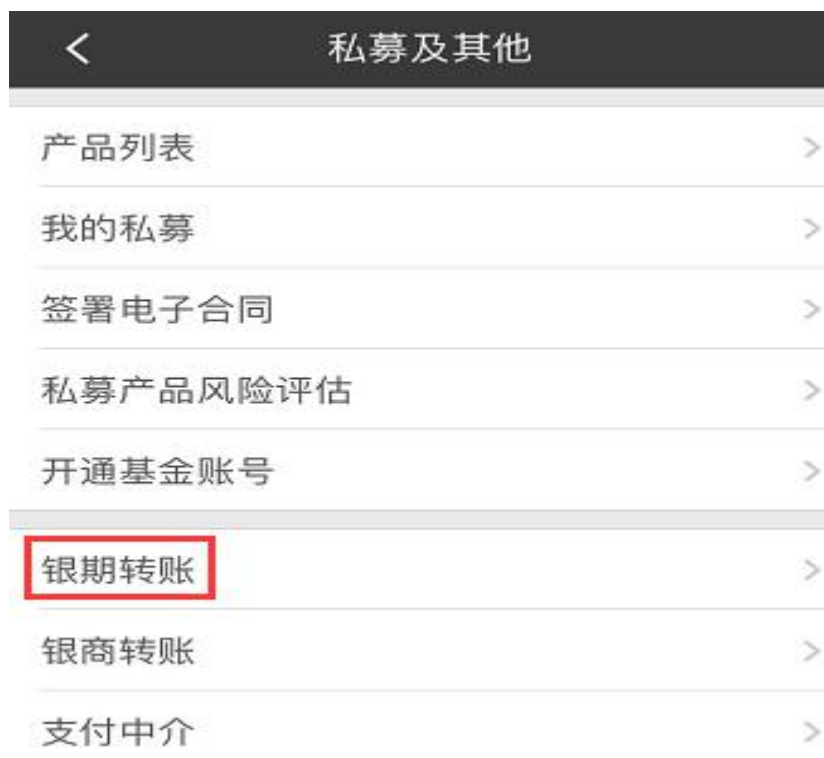 私募及其他
产品列表
我的私募
签署电子合同
私募产品风险评估
开通基金账号
银期转账
银商转账
支付中介